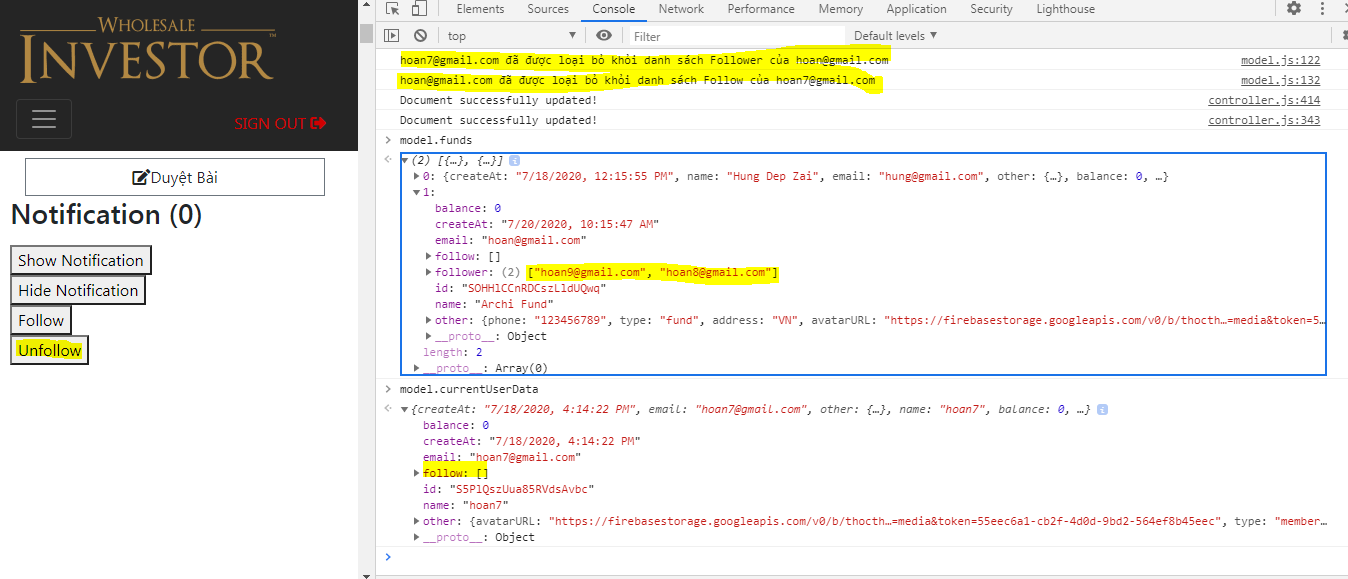 WHOLESALE
INVESTOR™
SIGN OUT
Duyệt Bài
Notification (0)
Show Notification
Hide Notification
Follow
Unfollow
Elements Sources Console Network Performance Memory Application Security Lighthouse
top Filter Default levels
hoan7@gmail.com đã được loại bỏ khỏi danh sách Follower của hoan@gmail.com model.js:122
hoan@gmail.com đã được loại bỏ khỏi danh sách Follow của hoan7@gmail.com model.js:132
Document successfully updated! controller.js:414
Document successfully updated! controller.js:343
> model.funds
(2) [{…}, {…}]
0: {createAt: "7/18/2020, 12:15:55 PM", name: "Hung Dep Zai", email: "hung@gmail.com", other: {…}, balance: 0, …}
1:
balance: 0
createAt: "7/20/2020, 10:15:47 AM"
email: "hoan@gmail.com"
follow: []
follower: (2) ["hoan9@gmail.com", "hoan8@gmail.com"]
id: "SOHHlCCnRDCszLldUQwq"
name: "Archi Fund"
other: {phone: "123456789", type: "fund", address: "VN", avatarURL: "https://firebasestorage.googleapis.com/v0/b/thocth…=media&token=5…
__proto__: Object
length: 2
__proto__: Array(0)
> model.currentUserData
{createAt: "7/18/2020, 4:14:22 PM", email: "hoan7@gmail.com", other: {…}, name: "hoan7", balance: 0, …}
balance: 0
createAt: "7/18/2020, 4:14:22 PM"
email: "hoan7@gmail.com"
follow: []
id: "S5PlQszUua85RVdsAvbc"
name: "hoan7"
other: {avatarURL: "https://firebasestorage.googleapis.com/v0/b/thocth…=media&token=55eec6a1-cb2f-4d0d-9bd2-564ef8b45eec", type: "member…
__proto__: Object
>